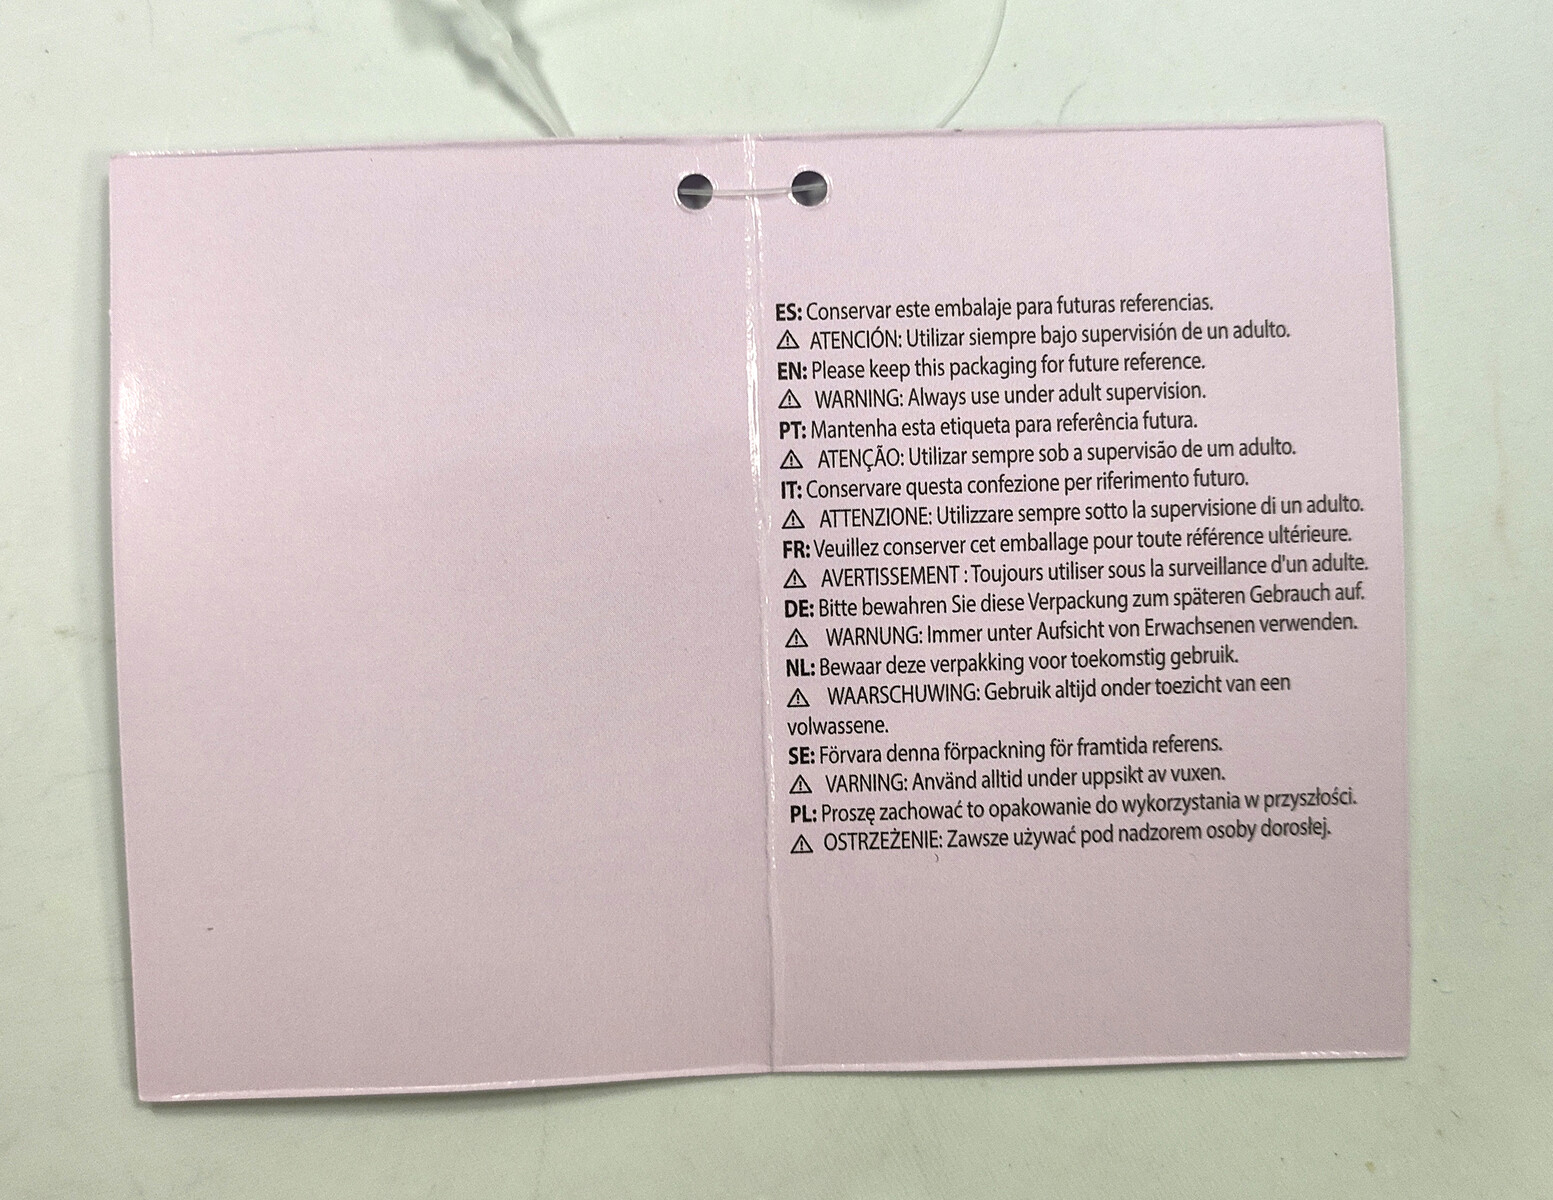 ES: Conservar este embalaje para futuras referencias.
⚠ ATENCIÓN: Utilizar siempre bajo supervisión de un adulto.
EN: Please keep this packaging for future reference.
⚠ WARNING: Always use under adult supervision.
PT: Mantenha esta etiqueta para referência futura.
⚠ ATENÇÃO: Utilizar sempre sob a supervisão de um adulto.
IT: Conservare questa confezione per riferimento futuro.
⚠ ATTENZIONE: Utilizzare sempre sotto la supervisione di un adulto.
FR: Veuillez conserver cet emballage pour toute référence ultérieure.
⚠ AVERTISSEMENT : Toujours utiliser sous la surveillance d'un adulte.
DE: Bitte bewahren Sie diese Verpackung zum späteren Gebrauch auf.
⚠ WARNUNG: Immer unter Aufsicht von Erwachsenen verwenden.
NL: Bewaar deze verpakking voor toekomstig gebruik.
⚠ WAARSCHUWING: Gebruik altijd onder toezicht van een
volwassene.
SE: Förvara denna förpackning för framtida referens.
⚠ VARNING: Använd alltid under uppsikt av vuxen.
PL: Proszę zachować to opakowanie do wykorzystania w przyszłości.
⚠ OSTRZEŻENIE: Zawsze używać pod nadzorem osoby dorosłej.